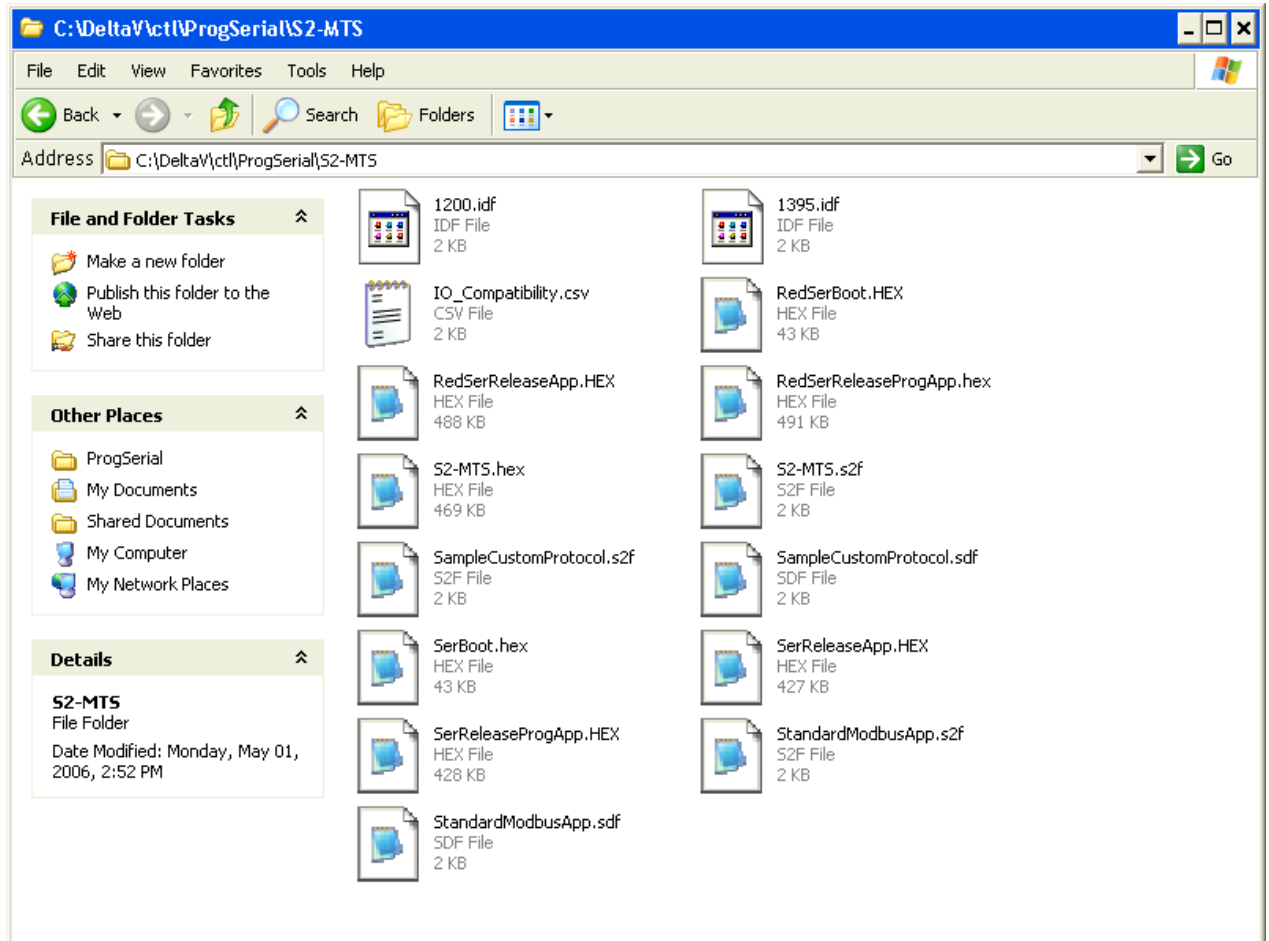 C:\DeltaV\ctl\ProgSerial\S2-MTS
File Edit View Favorites Tools Help
Back Search Folders
Address C:\DeltaV\ctl\ProgSerial\S2-MTS Go
File and Folder Tasks
Make a new folder
Publish this folder to the
Web
Share this folder
Other Places
ProgSerial
My Documents
Shared Documents
My Computer
My Network Places
Details
S2-MTS
File Folder
Date Modified: Monday, May 01,
2006, 2:52 PM
1200.idf
IDF File
2 KB
1395.idf
IDF File
2 KB
IO_Compatibility.csv
CSV File
2 KB
RedSerBoot.HEX
HEX File
43 KB
RedSerReleaseApp.HEX
HEX File
488 KB
RedSerReleaseProgApp.hex
HEX File
491 KB
S2-MTS.hex
HEX File
469 KB
S2-MTS.s2f
S2F File
2 KB
SampleCustomProtocol.s2f
S2F File
2 KB
SampleCustomProtocol.sdf
SDF File
2 KB
SerBoot.hex
HEX File
43 KB
SerReleaseApp.HEX
HEX File
427 KB
SerReleaseProgApp.HEX
HEX File
428 KB
StandardModbusApp.s2f
S2F File
2 KB
StandardModbusApp.sdf
SDF File
2 KB